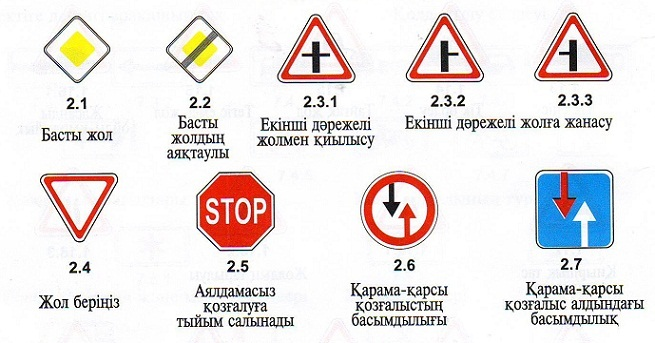 2.1
2.2
2.3.1
2.3.2
2.3.3
Басты жол
Басты
жолдың
аяқтаулы
Екінші дәрежелі
жолмен қиылысу
Екінші дәрежелі жолға жанасу
STOP
2.4
2.5
2.6
2.7
Жол беріңіз
Аялдамасыз
қозғалуға
тыйым салынады
Қарама-қарсы
қозғалыстың
басымдылығы
Қарама-қарсы
қозғалыс алдындағы
басымдылық